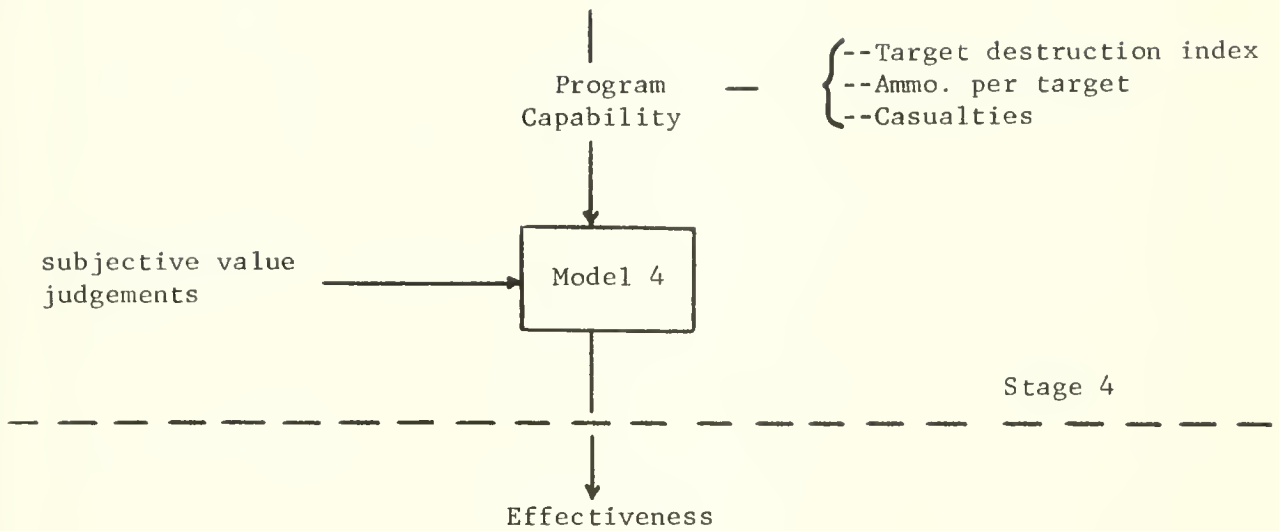 Program
Capability
--Target destruction index
--Ammo. per target
--Casualties
subjective value
judgements
Model 4
Stage 4
Effectiveness